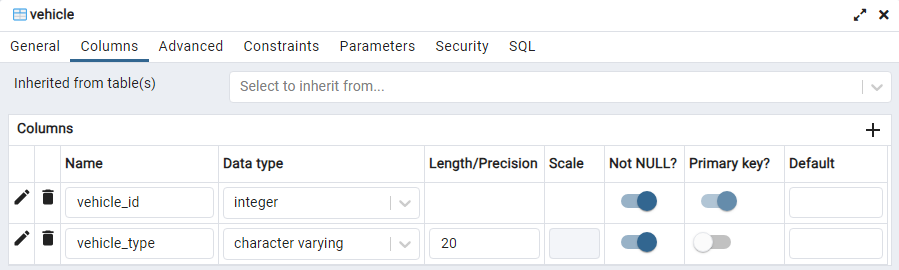 vehicle
General Columns Advanced Constraints Parameters Security SQL
Inherited from table(s) Select to inherit from...
Columns
Name Data type Length/Precision Scale Not NULL? Primary key? Default
vehicle_id integer
vehicle_type character varying 20